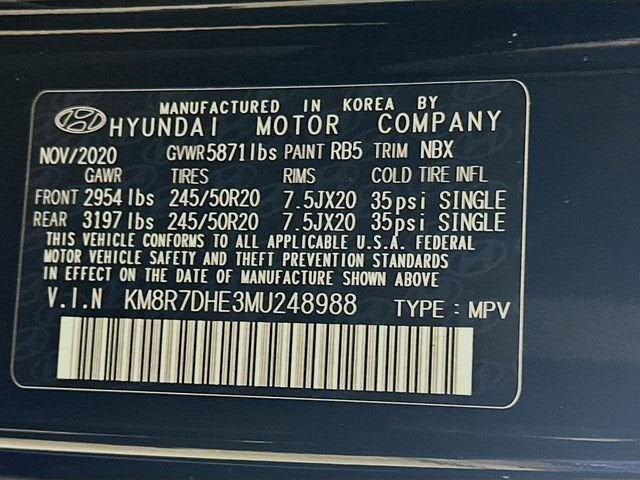 MANUFACTURED IN KOREA BY
HYUNDAI MOTOR COMPANY
NOV/2020 GVWR 5871 lbs PAINT RB5 TRIM NBX
GAWR TIRES RIMS COLD TIRE INFL
FRONT 2954 lbs 245/50R20 7.5JX20 35psi SINGLE
REAR 3197 lbs 245/50R20 7.5JX20 35psi SINGLE
THIS VEHICLE CONFORMS TO ALL APPLICABLE U.S.A. FEDERAL
MOTOR VEHICLE SAFETY AND THEFT PREVENTION STANDARDS
IN EFFECT ON THE DATE OF MANUFACTURE SHOWN ABOVE
V.I.N KM8R7DHE3MU248988 TYPE : MPV